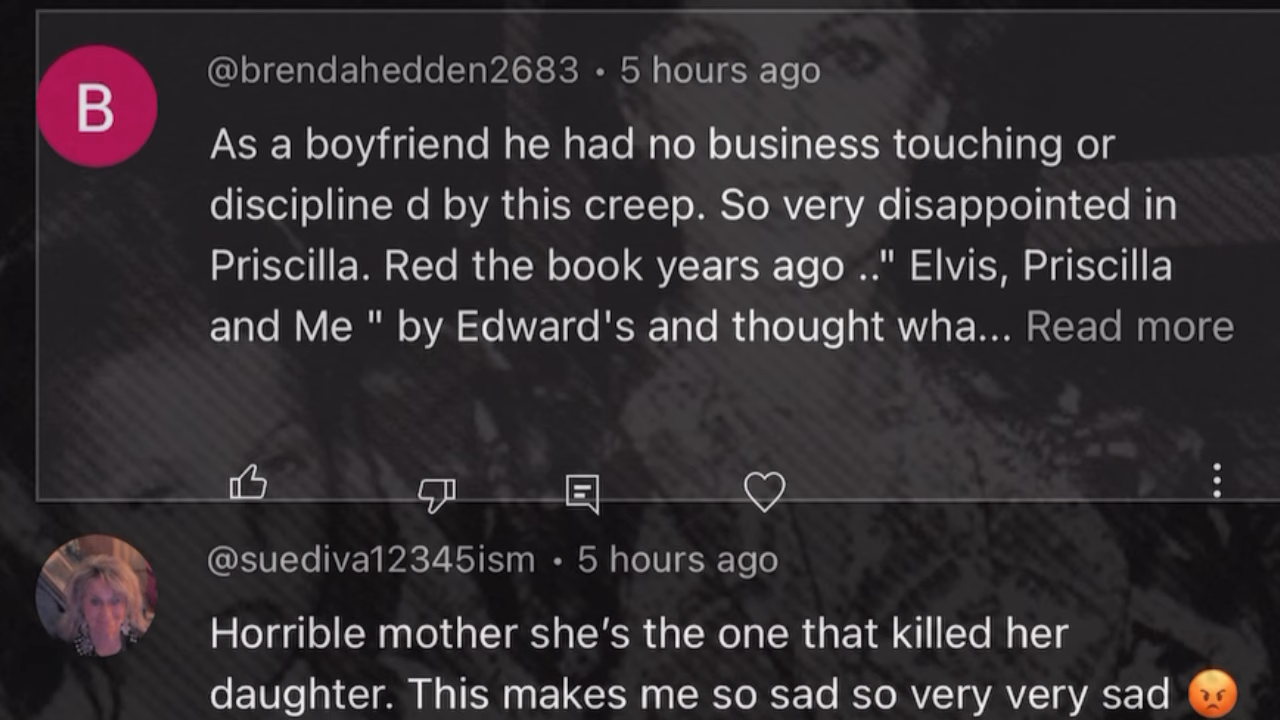 B
@brendahedden2683 • 5 hours ago
As a boyfriend he had no business touching or
discipline d by this creep. So very disappointed in
Priscilla. Red the book years ago .." Elvis, Priscilla
and Me " by Edward's and thought wha... Read more
@suediva12345ism • 5 hours ago
Horrible mother she’s the one that killed her
daughter. This makes me so sad so very very sad 😡